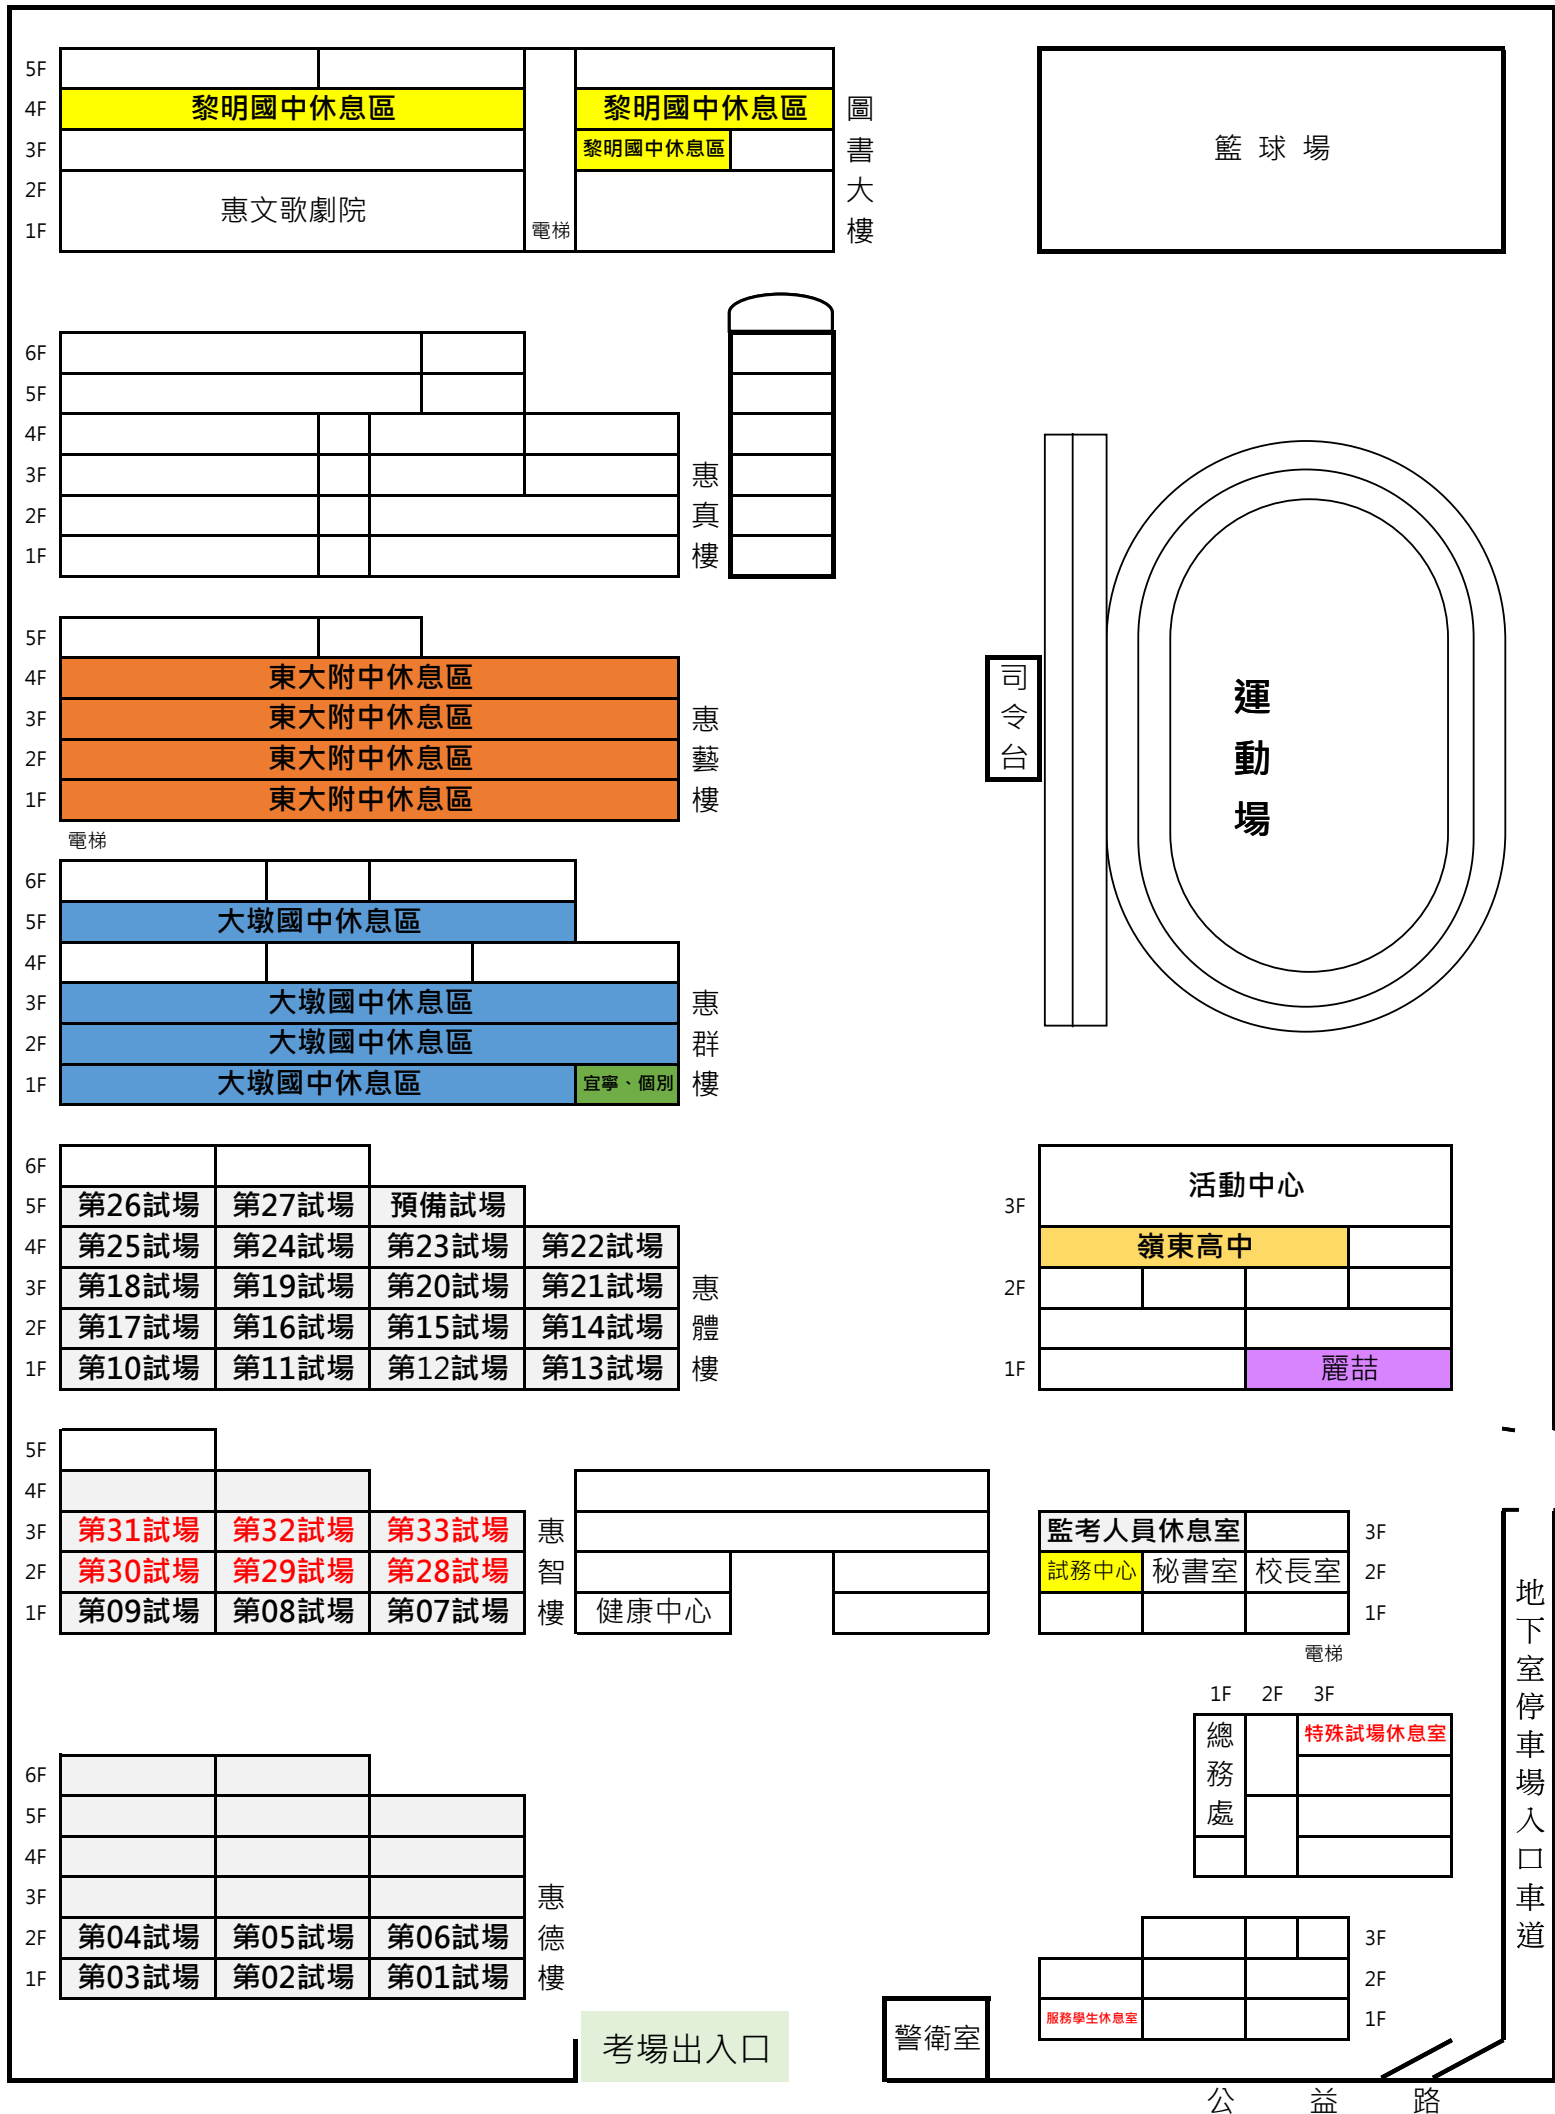 5F
4F 黎明國中休息區 黎明國中休息區
3F 黎明國中休息區
2F
1F
惠文歌劇院
電梯
圖書大樓
籃球場
6F
5F
4F
3F
2F
1F
惠真樓
5F
4F 東大附中休息區
3F 東大附中休息區
2F 東大附中休息區
1F 東大附中休息區
惠藝樓
電梯
司令台
運動場
6F
5F 大墩國中休息區
4F
3F 大墩國中休息區
2F 大墩國中休息區
1F 大墩國中休息區 宜寧、個別
惠群樓
6F
5F 第26試場 第27試場 預備試場
4F 第25試場 第24試場 第23試場 第22試場
3F 第18試場 第19試場 第20試場 第21試場
2F 第17試場 第16試場 第15試場 第14試場
1F 第10試場 第11試場 第12試場 第13試場
惠體樓
活動中心
3F
嶺東高中
2F
1F 麗喆
5F
4F
3F 第31試場 第32試場 第33試場
2F 第30試場 第29試場 第28試場
1F 第09試場 第08試場 第07試場
惠智樓
健康中心
監考人員休息室 3F
試務中心 秘書室 校長室 2F
1F
電梯
1F 2F 3F
總務處
特殊試場休息室
地下室停車場入口車道
6F
5F
4F
3F
2F 第04試場 第05試場 第06試場
1F 第03試場 第02試場 第01試場
惠德樓
3F
2F
服務學生休息室 1F
考場出入口
警衛室
公益路